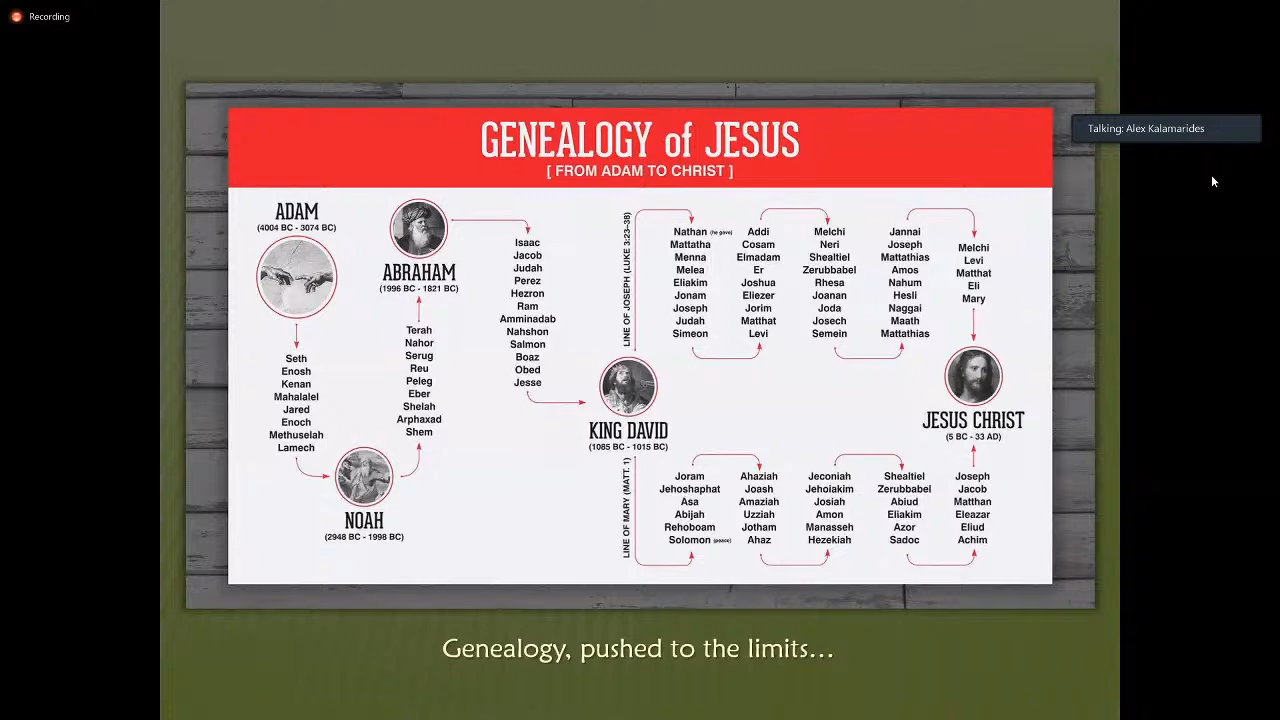 Recording
Talking: Alex Kalamarides
GENEALOGY of JESUS
[ FROM ADAM TO CHRIST ]
ADAM
(4004 BC - 3074 BC)
Seth
Enosh
Kenan
Mahalalel
Jared
Enoch
Methuselah
Lamech
NOAH
(2948 BC - 1998 BC)
ABRAHAM
(1996 BC - 1821 BC)
Terah
Nahor
Serug
Reu
Peleg
Eber
Shelah
Arphaxad
Shem
Isaac
Jacob
Judah
Perez
Hezron
Ram
Amminadab
Nahshon
Salmon
Boaz
Obed
Jesse
KING DAVID
(1085 BC - 1015 BC)
LINE OF JOSEPH (LUKE 3:23-38)
Nathan (he gave)
Mattatha
Menna
Melea
Eliakim
Jonam
Joseph
Judah
Simeon
Addi
Cosam
Elmadam
Er
Joshua
Eliezer
Jorim
Matthat
Levi
Melchi
Neri
Shealtiel
Zerubbabel
Rhesa
Joanan
Joda
Josech
Semein
Jannai
Joseph
Mattathias
Amos
Nahum
Hesli
Naggai
Maath
Mattathias
Melchi
Levi
Matthat
Eli
Mary
JESUS CHRIST
(5 BC - 33 AD)
LINE OF MARY (MATT. 1)
Joram
Jehoshaphat
Asa
Abijah
Rehoboam
Solomon (peace)
Ahaziah
Joash
Amaziah
Uzziah
Jotham
Ahaz
Jeconiah
Jehoiakim
Josiah
Amon
Manasseh
Hezekiah
Shealtiel
Zerubbabel
Abiud
Eliakim
Azor
Sadoc
Joseph
Jacob
Matthan
Eleazar
Eliud
Achim
Genealogy, pushed to the limits...